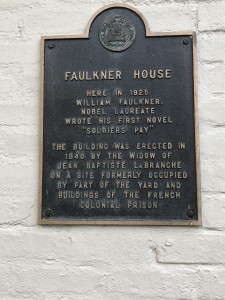 FAULKNER HOUSE
HERE IN 1925
WILLIAM FAULKNER,
NOBEL LAUREATE
WROTE HIS FIRST NOVEL
"SOLDIERS PAY"
THE BUILDING WAS ERECTED IN
1840 BY THE WIDOW OF
JEAN BAPTISTE LABRANCHE
ON A SITE FORMERLY OCCUPIED
BY PART OF THE YARD AND
BUILDINGS OF THE FRENCH
COLONIAL PRISON